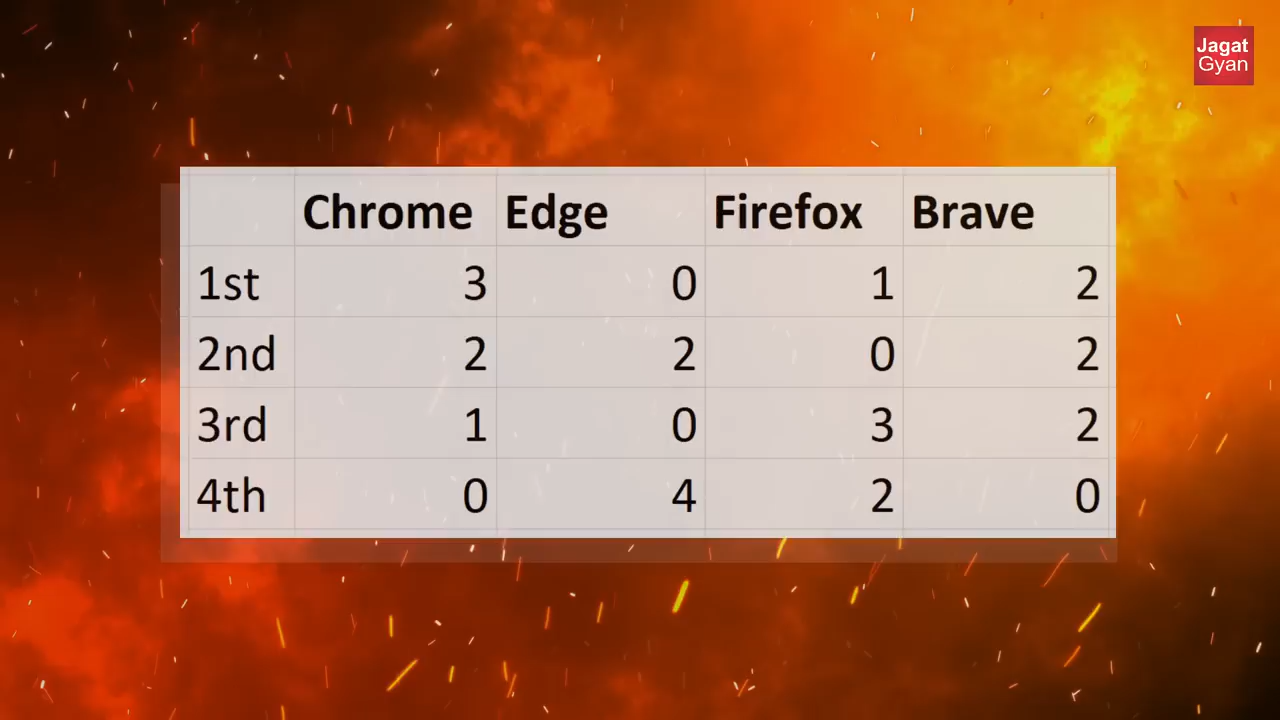 Jagat
Gyan
Chrome Edge Firefox Brave
1st 3 0 1 2
2nd 2 2 0 2
3rd 1 0 3 2
4th 0 4 2 0